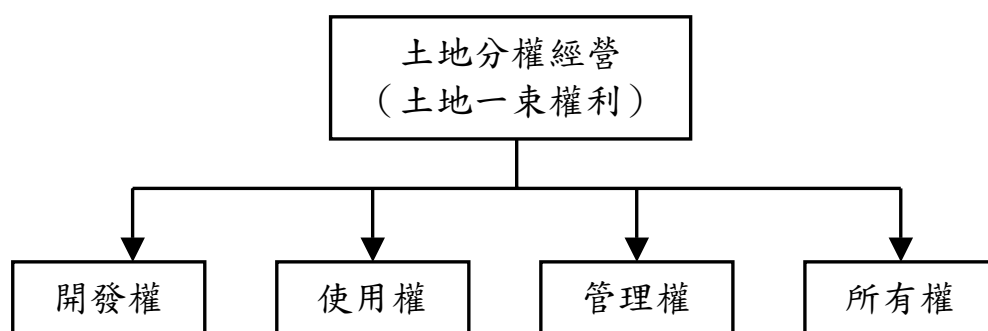 土地分權經營
（土地一束權利）
開發權
使用權
管理權
所有權